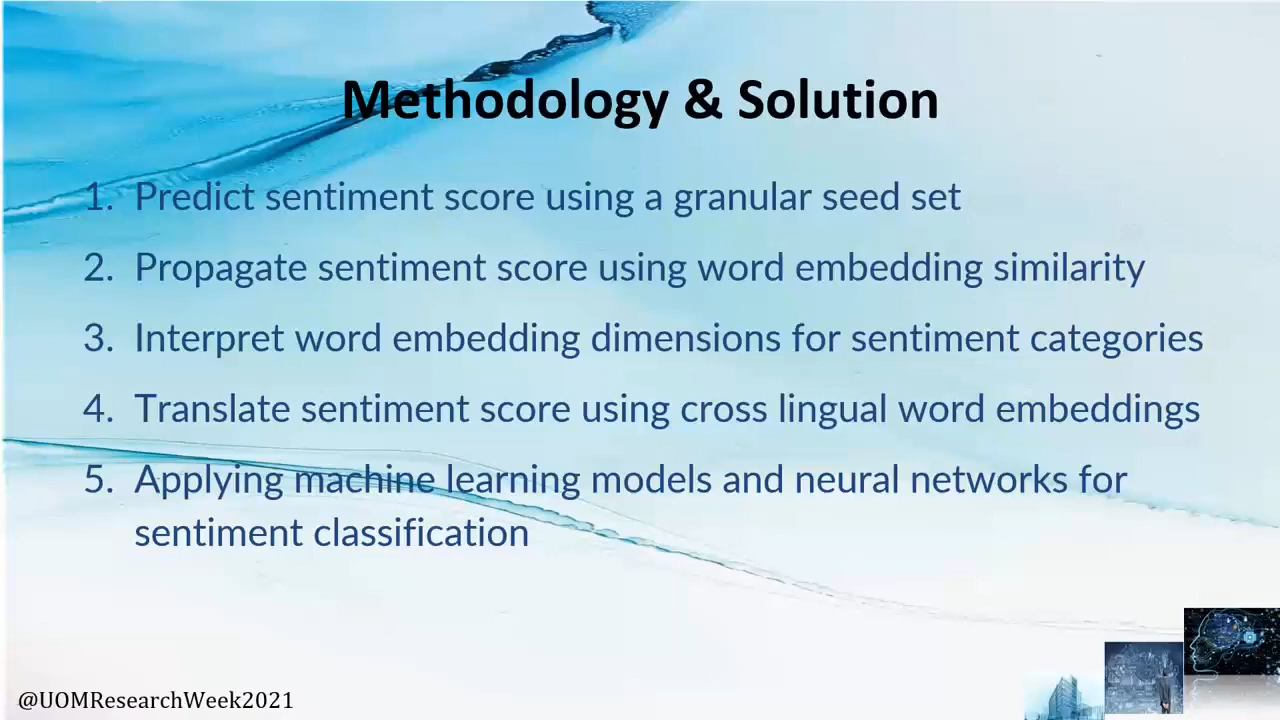 Methodology & Solution
1. Predict sentiment score using a granular seed set
2. Propagate sentiment score using word embedding similarity
3. Interpret word embedding dimensions for sentiment categories
4. Translate sentiment score using cross lingual word embeddings
5. Applying machine learning models and neural networks for
sentiment classification
@UOMResearchWeek2021